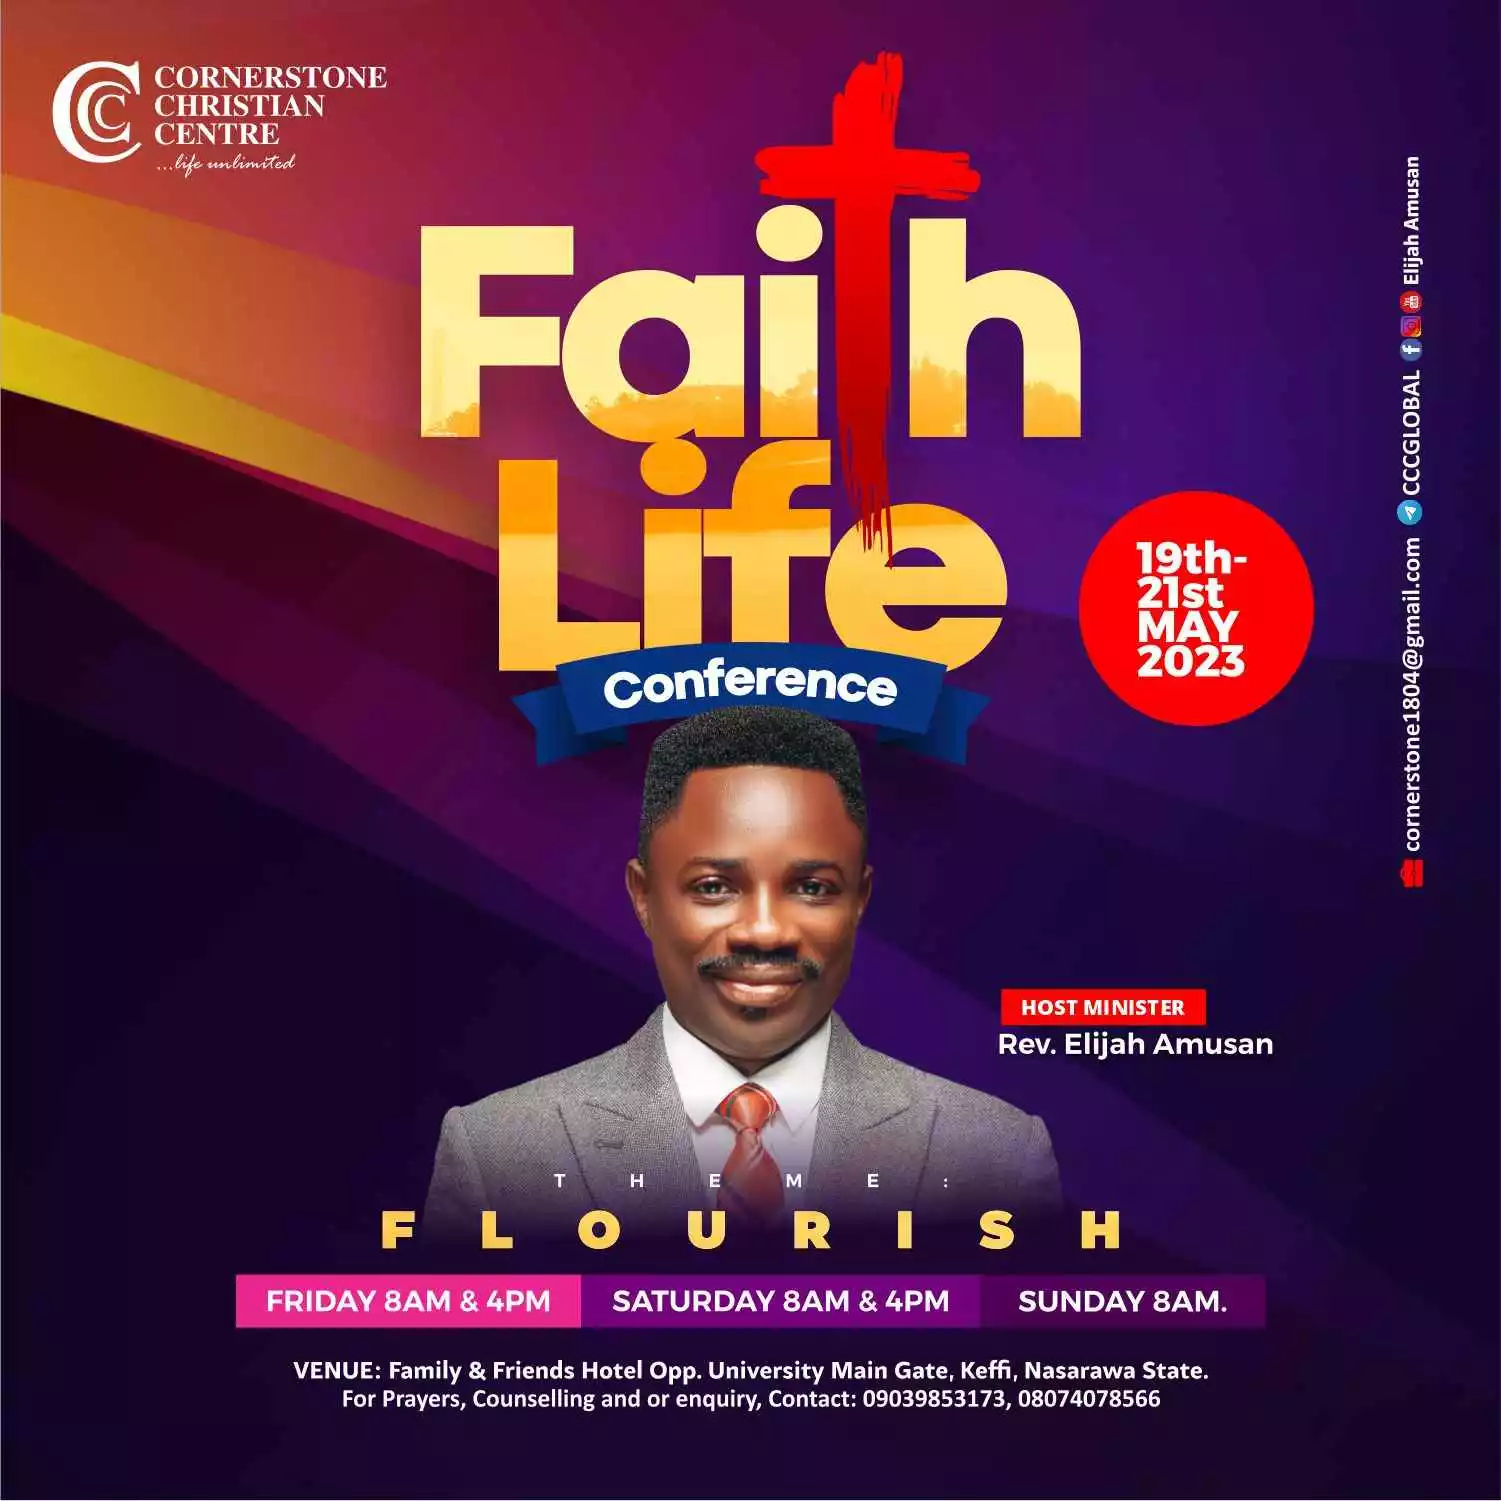 CCC
CORNERSTONE
CHRISTIAN
CENTRE
...life unlimited
Faith
Life
Conference
19th-
21st
MAY
2023
cornerstone1804@gmail.com CCCGLOBAL Elijah Amusan
HOST MINISTER
Rev. Elijah Amusan
THEME:
FLOURISH
FRIDAY 8AM & 4PM SATURDAY 8AM & 4PM SUNDAY 8AM.
VENUE: Family & Friends Hotel Opp. University Main Gate, Keffi, Nasarawa State.
For Prayers, Counselling and or enquiry, Contact: 09039853173, 08074078566